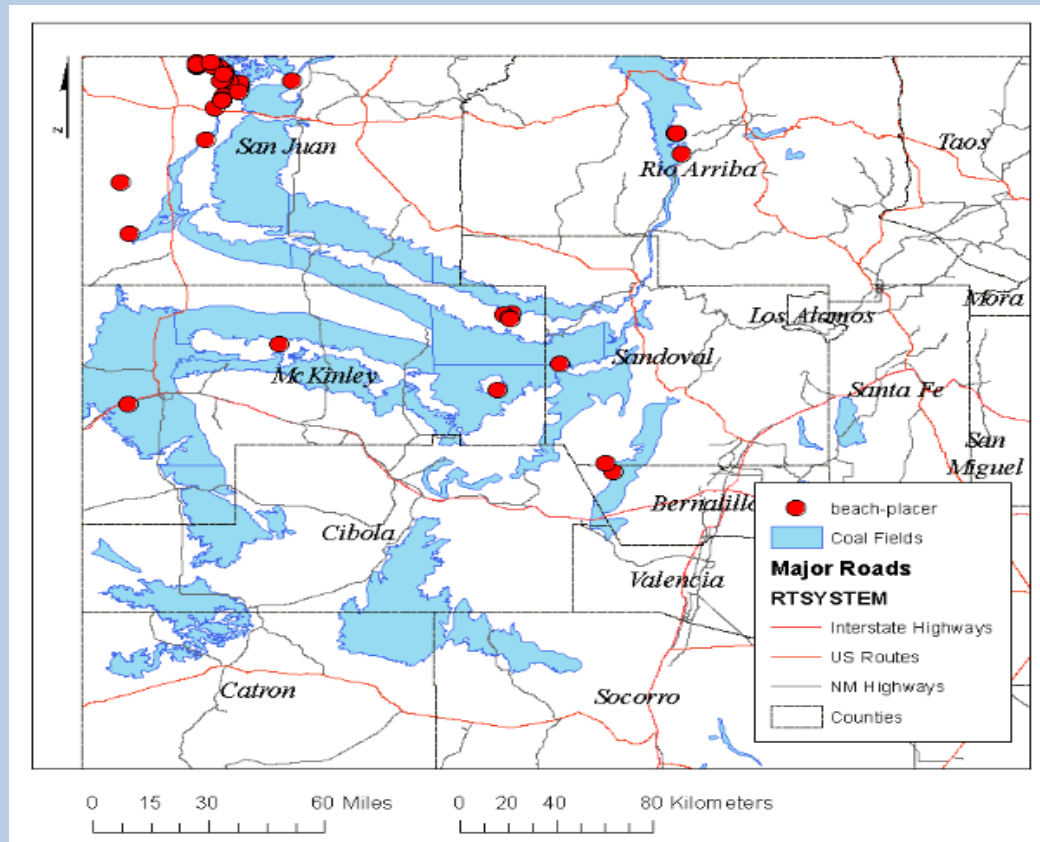 N
San Juan
Rio Arriba
Taos
Mora
Los Alamos
Sandoval
Mc Kinley
Santa Fe
San
Miguel
Bernalillo
Cibola
Valencia
Catron
Socorro
beach-placer
Coal Fields
Major Roads
RTSYSTEM
Interstate Highways
US Routes
NM Highways
Counties
0 15 30 60 Miles
0 20 40 80 Kilometers